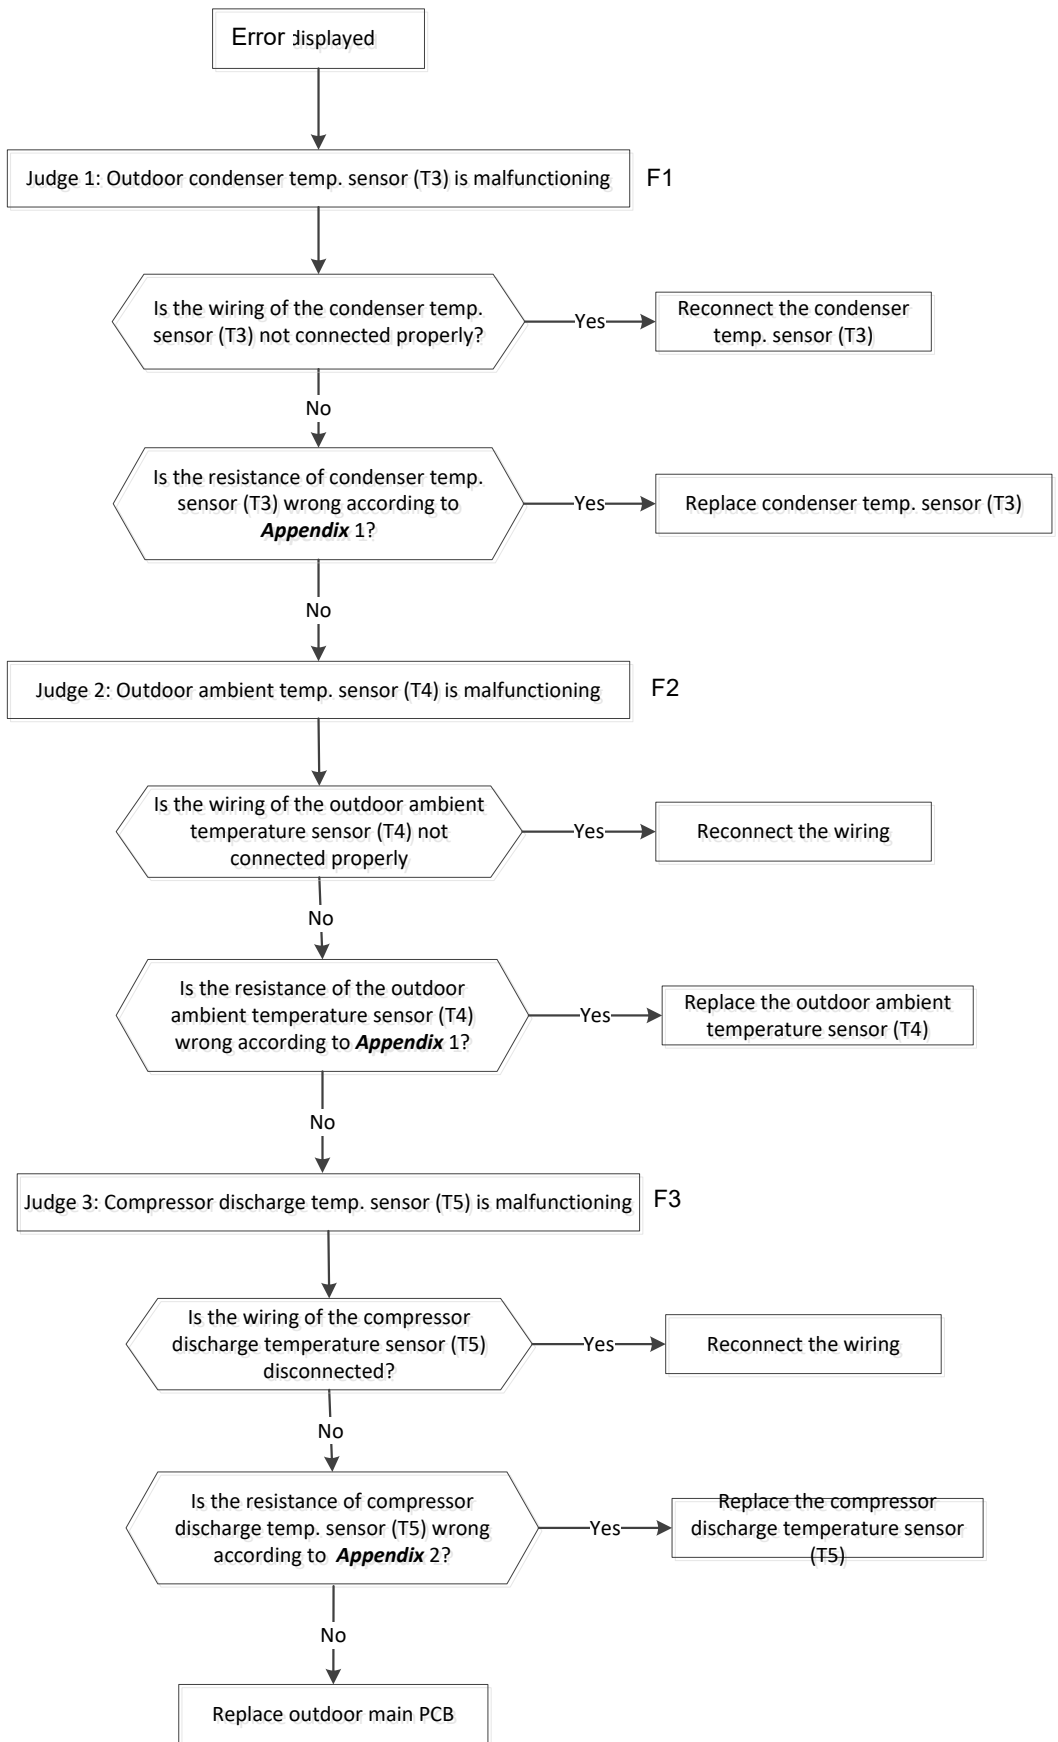 Error displayed
Judge 1: Outdoor condenser temp. sensor (T3) is malfunctioning
F1
Is the wiring of the condenser temp.
sensor (T3) not connected properly?
Yes
Reconnect the condenser
temp. sensor (T3)
No
Is the resistance of condenser temp.
sensor (T3) wrong according to
Appendix 1?
Yes
Replace condenser temp. sensor (T3)
No
Judge 2: Outdoor ambient temp. sensor (T4) is malfunctioning
F2
Is the wiring of the outdoor ambient
temperature sensor (T4) not
connected properly
Yes
Reconnect the wiring
No
Is the resistance of the outdoor
ambient temperature sensor (T4)
wrong according to Appendix 1?
Yes
Replace the outdoor ambient
temperature sensor (T4)
No
Judge 3: Compressor discharge temp. sensor (T5) is malfunctioning
F3
Is the wiring of the compressor
discharge temperature sensor (T5)
disconnected?
Yes
Reconnect the wiring
No
Is the resistance of compressor
discharge temp. sensor (T5) wrong
according to Appendix 2?
Yes
Replace the compressor
discharge temperature sensor
(T5)
No
Replace outdoor main PCB